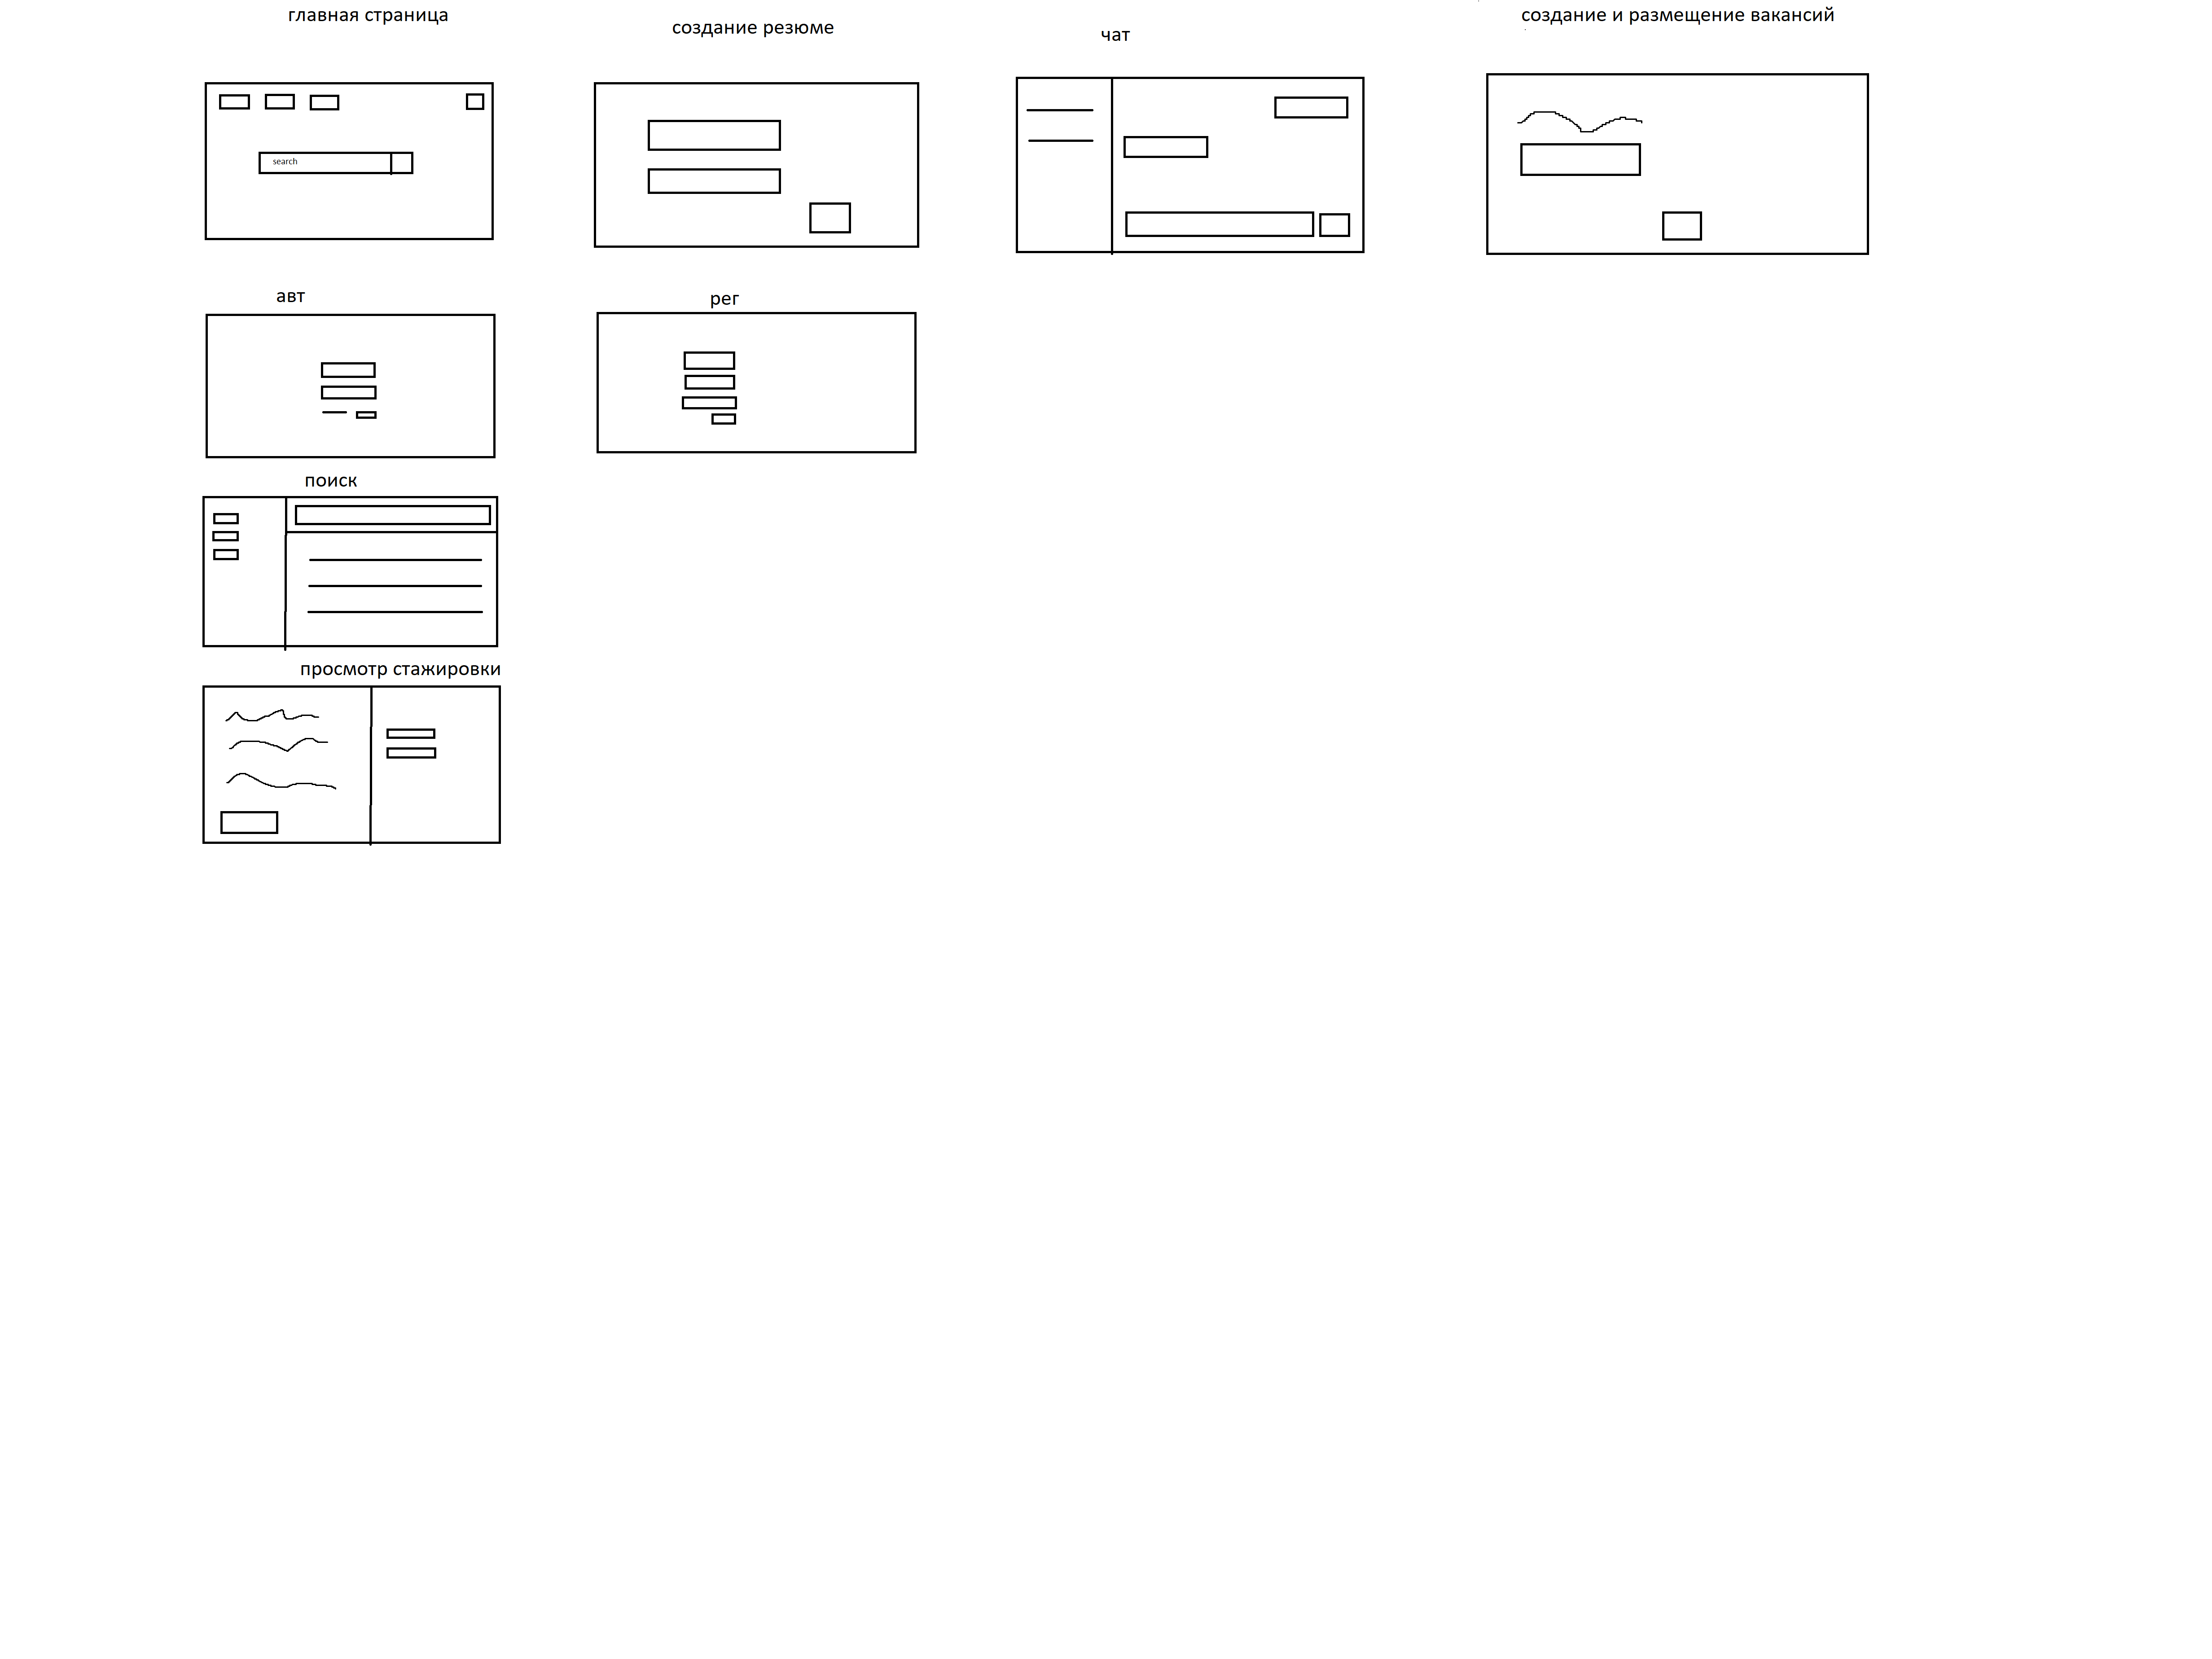 главная страница
создание резюме
чат
создание и размещение вакансий
search
авт
рег
поиск
просмотр стажировки